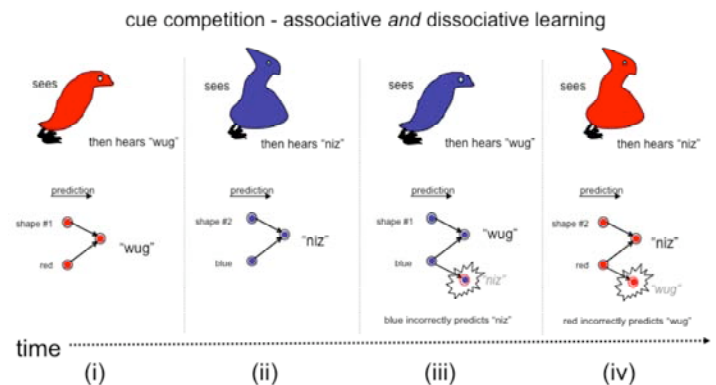 cue competition - associative and dissociative learning
sees
then hears "wug"
prediction
shape #1
red
"wug"
sees
then hears "niz"
prediction
shape #2
blue
"niz"
sees
then hears "wug"
prediction
shape #1
blue
"wug"
"niz"
blue incorrectly predicts "niz"
sees
then hears "niz"
prediction
shape #2
red
"niz"
"wug"
red incorrectly predicts "wug"
time
(i)
(ii)
(iii)
(iv)